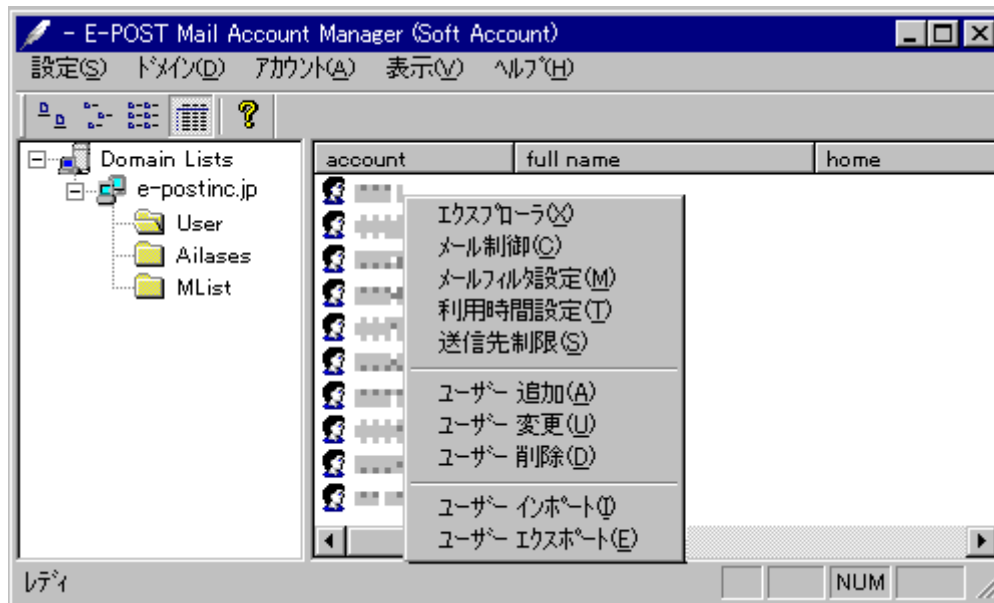 - E-POST Mail Account Manager (Soft Account)
設定(S) ﾄﾞﾒｲﾝ(D) ｱｶｳﾝﾄ(A) 表示(V) ﾍﾙﾌﾟ(H)
Domain Lists
e-postinc.jp
User
Ailases
MList
account full name home
ｴｸｽﾌﾟﾛｰﾗ(X)
ﾒｰﾙ制御(C)
ﾒｰﾙﾌｨﾙﾀ設定(M)
利用時間設定(T)
送信先制限(S)
ﾕｰｻﾞｰ 追加(A)
ﾕｰｻﾞｰ 変更(U)
ﾕｰｻﾞｰ 削除(D)
ﾕｰｻﾞｰ ｲﾝﾎﾟｰﾄ(I)
ﾕｰｻﾞｰ ｴｸｽﾎﾟｰﾄ(E)
ﾚﾃﾞｨ
NUM